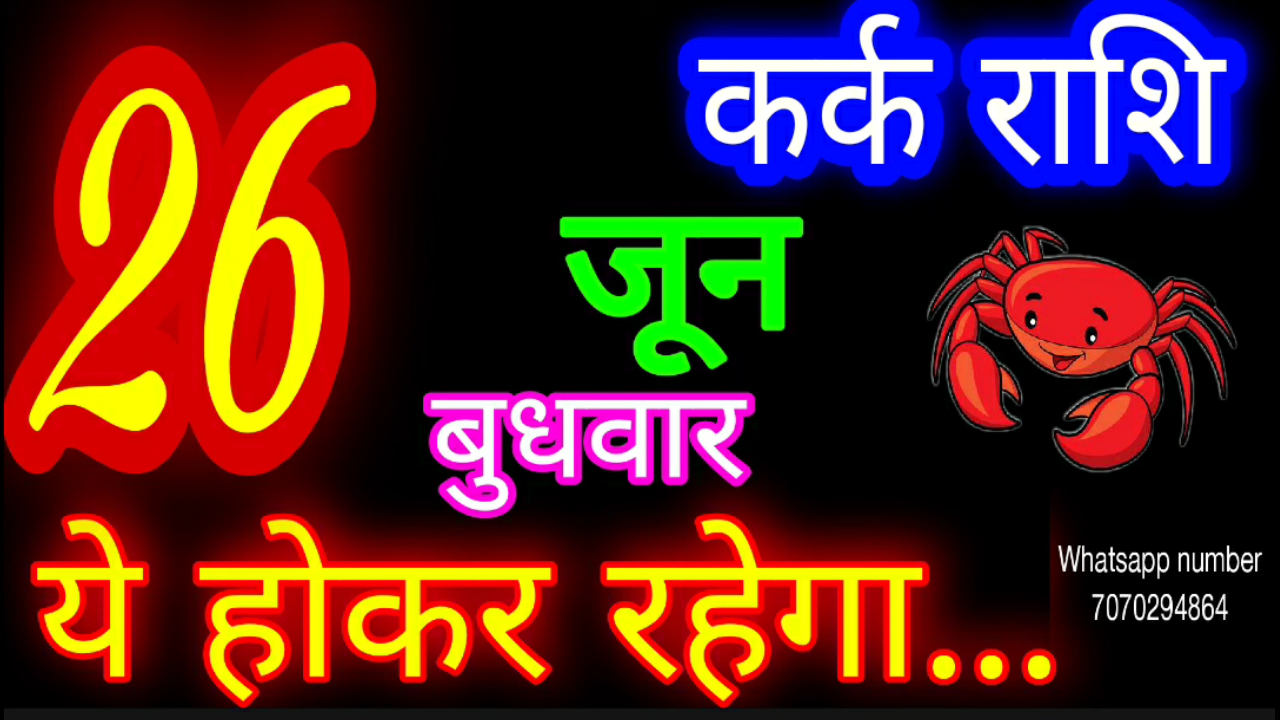 26
कर्क राशि
जून
बुधवार
ये होकर रहेगा...
Whatsapp number
7070294864